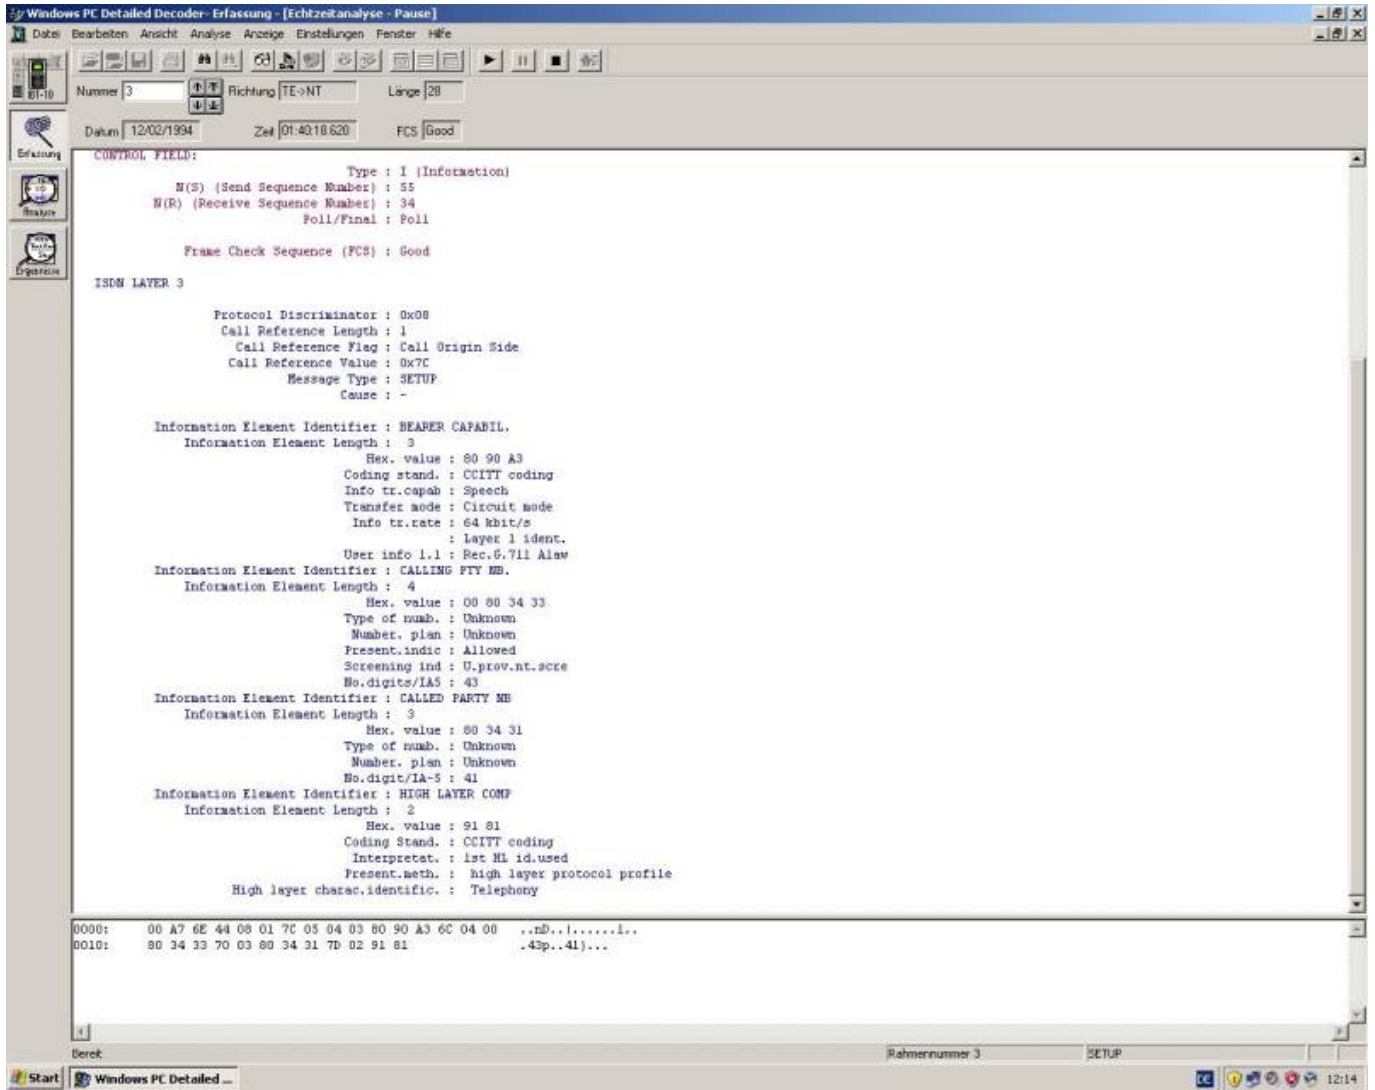 Windows PC Detailed Decoder- Erfassung - [Echtzeitanalyse - Pause]
Datei Bearbeiten Ansicht Analyse Anzeige Einstellungen Fenster Hilfe
IBT-10
Nummer 3 Richtung TE->NT Länge 28
Datum 12/02/1994 Zeit 01:40:18.620 FCS Good
Erfassung
Analyse
Ergebnisse
CONTROL FIELD:
Type : I (Information)
N(S) (Send Sequence Number) : 55
N(R) (Receive Sequence Number) : 34
Poll/Final : Poll
Frame Check Sequence (FCS) : Good
ISDN LAYER 3
Protocol Discriminator : 0x08
Call Reference Length : 1
Call Reference Flag : Call Origin Side
Call Reference Value : 0x7C
Message Type : SETUP
Cause : -
Information Element Identifier : BEARER CAPABIL.
Information Element Length : 3
Hex. value : 80 90 A3
Coding stand. : CCITT coding
Info tr.capab : Speech
Transfer mode : Circuit mode
Info tr.rate : 64 kbit/s
: Layer 1 ident.
User info l.1 : Rec.G.711 Alaw
Information Element Identifier : CALLING PTY NB.
Information Element Length : 4
Hex. value : 00 80 34 33
Type of numb. : Unknown
Number. plan : Unknown
Present.indic : Allowed
Screening ind : U.prov.nt.scre
No.digits/IA5 : 43
Information Element Identifier : CALLED PARTY NB
Information Element Length : 3
Hex. value : 80 34 31
Type of numb. : Unknown
Number. plan : Unknown
No.digit/IA-5 : 41
Information Element Identifier : HIGH LAYER COMP
Information Element Length : 2
Hex. value : 91 81
Coding Stand. : CCITT coding
Interpretat. : 1st HL id.used
Present.meth. : high layer protocol profile
High layer charac.identific. : Telephony
0000: 00 A7 6E 44 08 01 7C 05 04 03 80 90 A3 6C 04 00 ..nD..|......l..
0010: 80 34 33 70 03 80 34 31 7D 02 91 81 .43p..41}...
Bereit Rahmennummer 3 SETUP
Start Windows PC Detailed ... DE 12:14